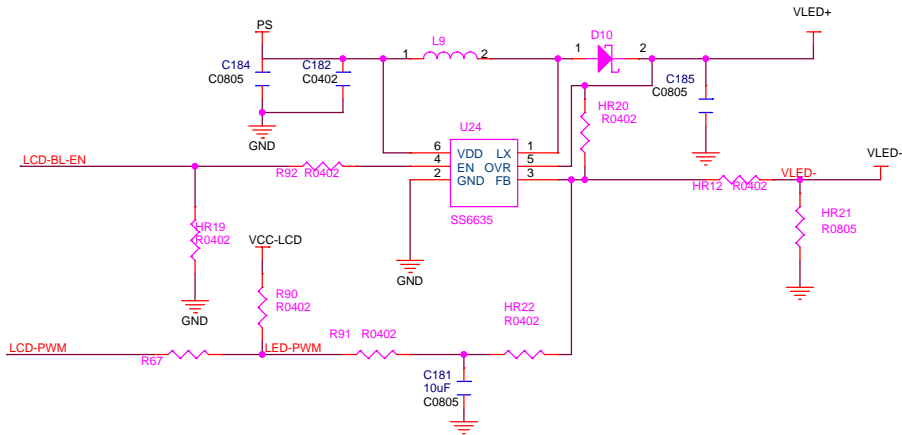 PS
VLED+
L9
D10
1
2
1
2
C184
C0805
C182
C0402
C185
C0805
HR20
R0402
GND
U24
6
VDD
LX
1
LCD-BL-EN
4
EN
OVR
5
VLED-
R92
R0402
2
GND
FB
3
VLED-
HR12
R0402
SS6635
HR19
R0402
HR21
R0805
VCC-LCD
GND
R90
R0402
HR22
R0402
GND
R91
R0402
LCD-PWM
LED-PWM
R67
C181
10uF
C0805